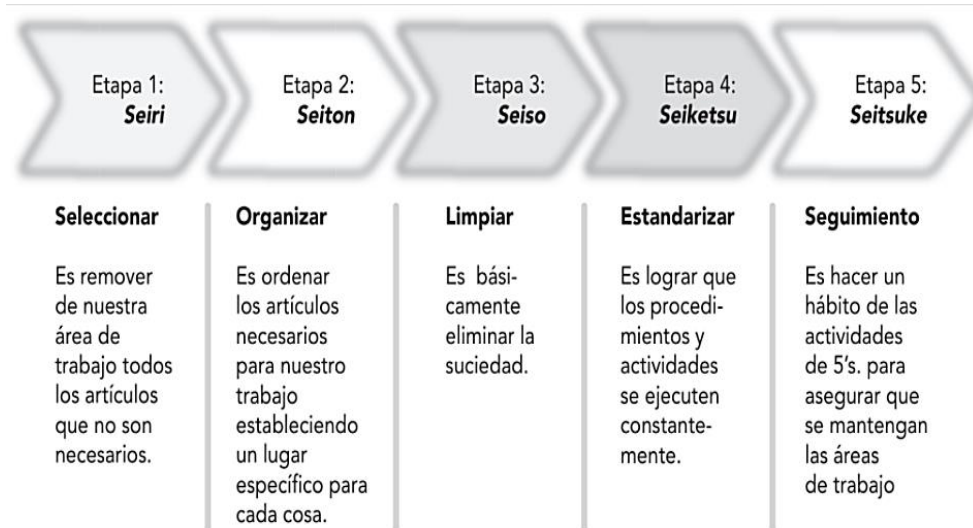 Etapa 1:
Seiri
Etapa 2:
Seiton
Etapa 3:
Seiso
Etapa 4:
Seiketsu
Etapa 5:
Seitsuke
Seleccionar
Es remover
de nuestra
área de
trabajo todos
los artículos
que no son
necesarios.
Organizar
Es ordenar
los artículos
necesarios
para nuestro
trabajo
estableciendo
un lugar
específico para
cada cosa.
Limpiar
Es bási-
camente
eliminar la
suciedad.
Estandarizar
Es lograr que
los procedi-
mientos y
actividades
se ejecuten
constante-
mente.
Seguimiento
Es hacer un
hábito de las
actividades
de 5's. para
asegurar que
se mantengan
las áreas
de trabajo